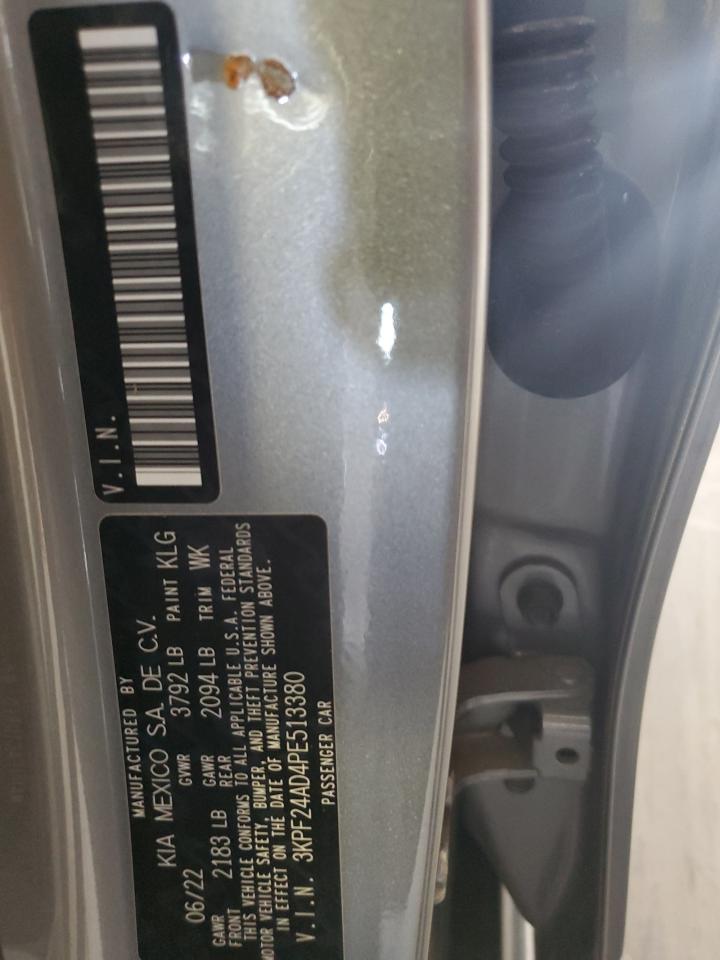 V.I.N.
MANUFACTURED BY
KIA MEXICO S.A. DE C.V.
06/22 GVWR 3792 LB PAINT KLG
GAWR FRONT 2183 LB GAWR REAR 2094 LB TRIM WK
THIS VEHICLE CONFORMS TO ALL APPLICABLE U.S.A. FEDERAL
MOTOR VEHICLE SAFETY, BUMPER, AND THEFT PREVENTION STANDARDS
IN EFFECT ON THE DATE OF MANUFACTURE SHOWN ABOVE.
V.I.N. 3KPF24AD4PE513380
PASSENGER CAR